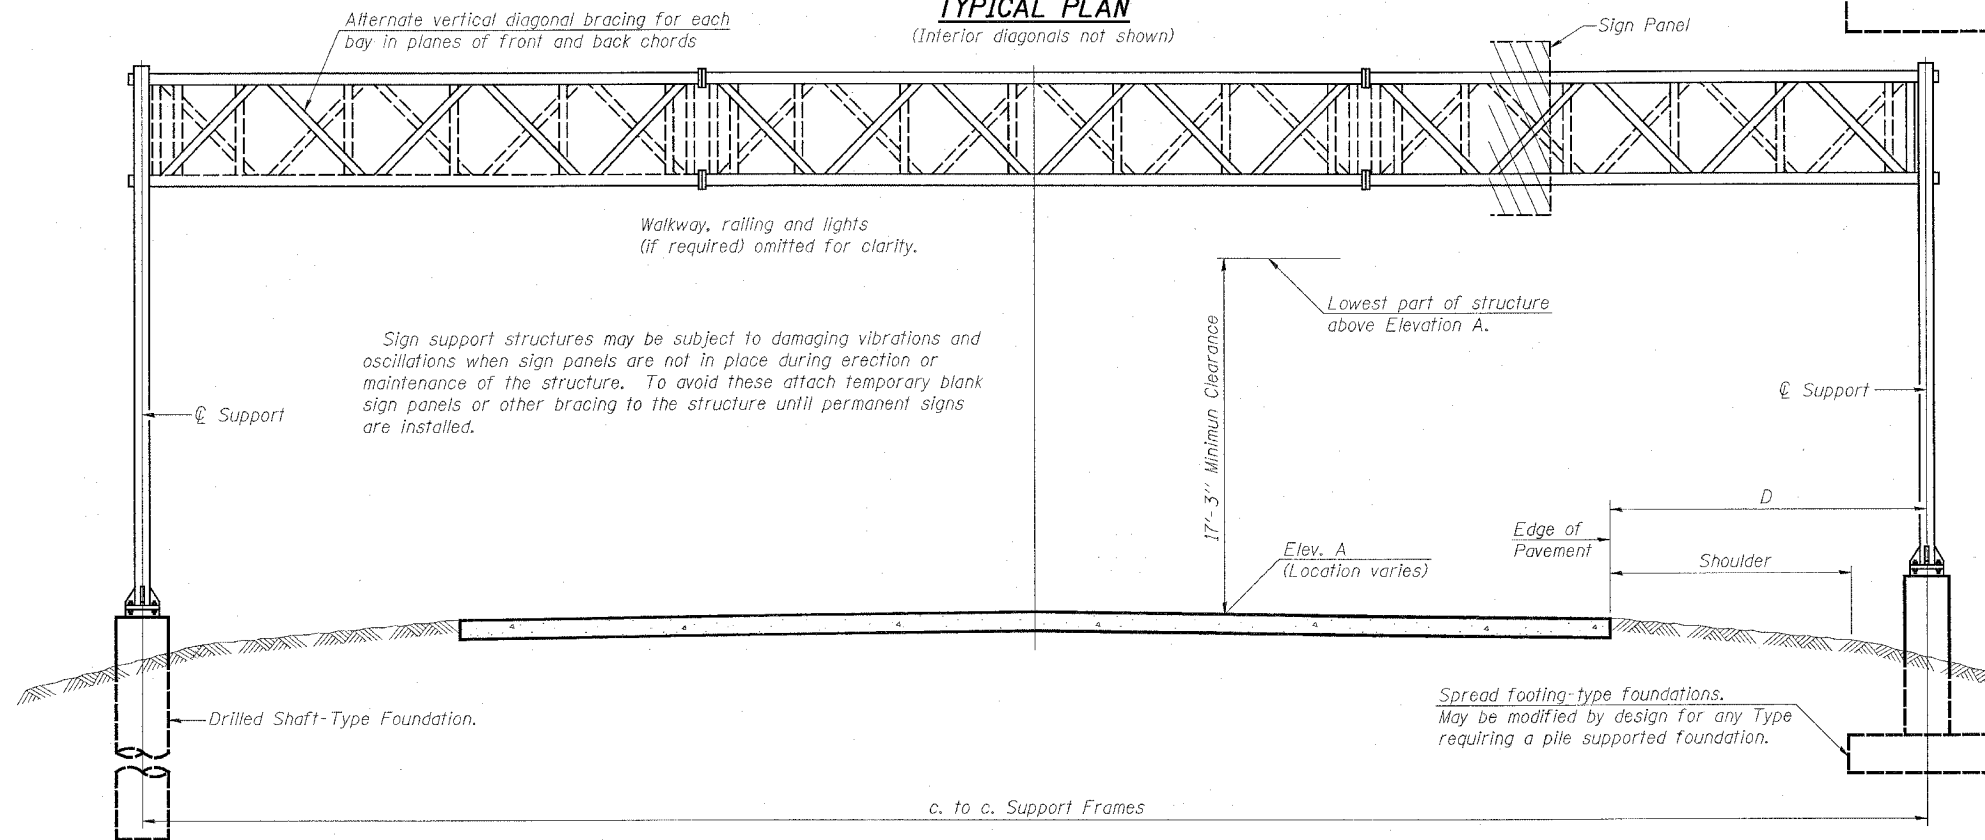 TYPICAL PLAN
(Interior diagonals not shown)
Alternate vertical diagonal bracing for each
bay in planes of front and back chords
Sign Panel
Walkway, railing and lights
(if required) omitted for clarity.
Lowest part of structure
above Elevation A.
Sign support structures may be subject to damaging vibrations and
oscillations when sign panels are not in place during erection or
maintenance of the structure. To avoid these attach temporary blank
sign panels or other bracing to the structure until permanent signs
are installed.
17'-3" Minimun Clearance
℄ Support
℄ Support
D
Edge of
Pavement
Shoulder
Elev. A
(Location varies)
Drilled Shaft-Type Foundation.
Spread footing-type foundations.
May be modified by design for any Type
requiring a pile supported foundation.
c. to c. Support Frames